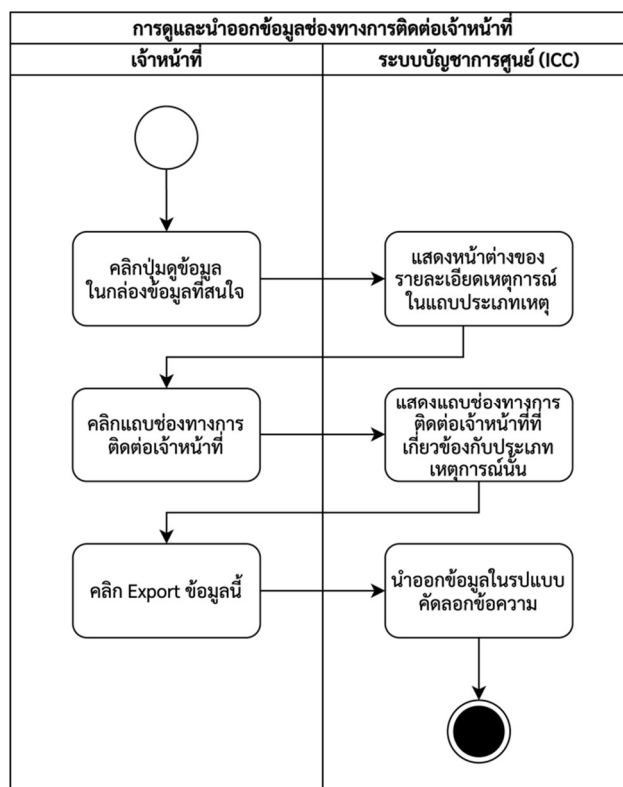 การดูและนำออกข้อมูลช่องทางการติดต่อเจ้าหน้าที่
เจ้าหน้าที่
ระบบบัญชาการศูนย์ (ICC)
คลิกปุ่มดูข้อมูล
ในกล่องข้อมูลที่สนใจ
แสดงหน้าต่างของ
รายละเอียดเหตุการณ์
ในแถบประเภทเหตุ
คลิกแถบช่องทางการ
ติดต่อเจ้าหน้าที่
แสดงแถบช่องทางการ
ติดต่อเจ้าหน้าที่ที่
เกี่ยวข้องกับประเภท
เหตุการณ์นั้น
คลิก Export ข้อมูลนี้
นำออกข้อมูลในรูปแบบ
คัดลอกข้อความ